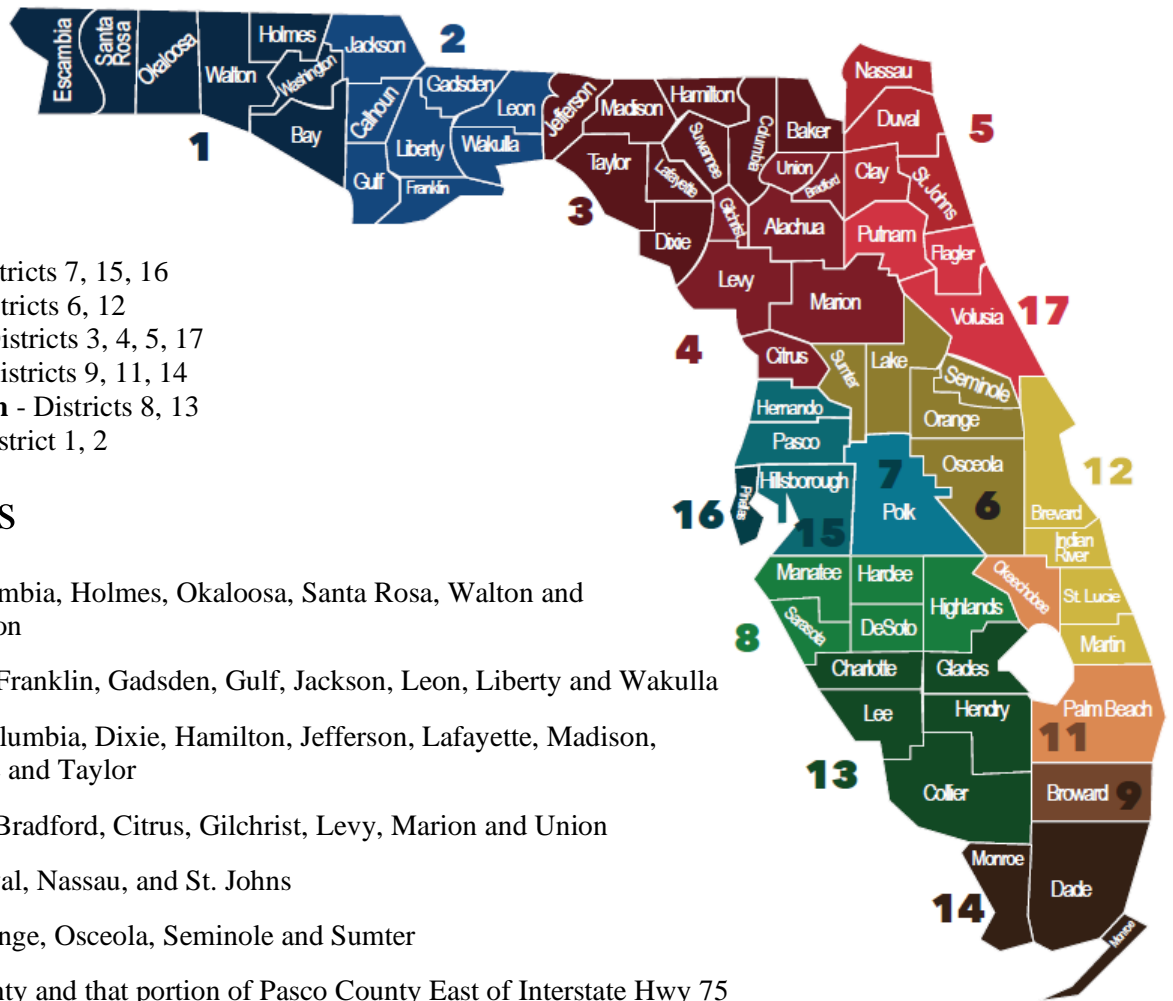 Escambia
Santa Rosa
Okaloosa
Walton
Holmes
Washington
Bay
Jackson
2
Calhoun
Gadsden
Leon
Liberty
Wakulla
Gulf
Franklin
1
Jefferson
Madison
Hamilton
Taylor
Suwannee
Columbia
Baker
Lafayette
Union
Bradford
Gilchrist
Dixie
Alachua
3
Nassau
Duval
5
Clay
St. Johns
Putnam
Flagler
Levy
Marion
Volusia
17
4
Citrus
Sumter
Lake
Seminole
Orange
Hernando
Pasco
7
Osceola
12
Hillsborough
Pinellas
16
1
15
Polk
6
Brevard
Indian
River
Manatee
Hardee
Highlands
Okeechobee
St. Lucie
Sarasota
DeSoto
Martin
8
Charlotte
Glades
Lee
Hendry
Palm Beach
11
13
Collier
Broward
9
Monroe
Dade
14
Monroe
tricts 7, 15, 16
tricts 6, 12
istricts 3, 4, 5, 17
istricts 9, 11, 14
n - Districts 8, 13
strict 1, 2
s
mbia, Holmes, Okaloosa, Santa Rosa, Walton and
on
Franklin, Gadsden, Gulf, Jackson, Leon, Liberty and Wakulla
lumbia, Dixie, Hamilton, Jefferson, Lafayette, Madison,
and Taylor
Bradford, Citrus, Gilchrist, Levy, Marion and Union
val, Nassau, and St. Johns
nge, Osceola, Seminole and Sumter
nty and that portion of Pasco County East of Interstate Hwy 75